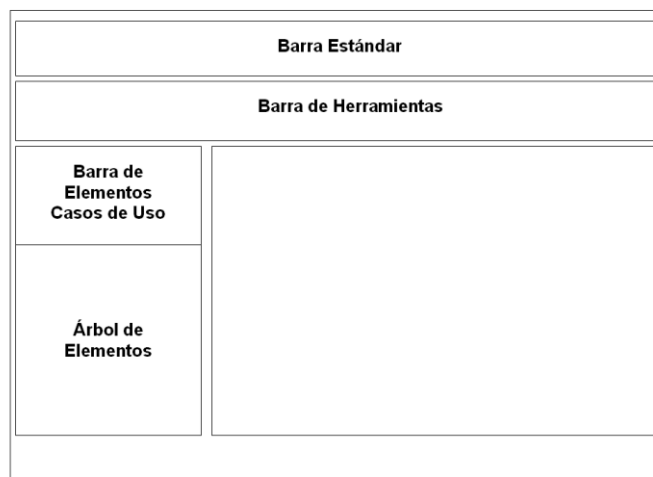 Barra Estándar
Barra de Herramientas
Barra de
Elementos
Casos de Uso
Árbol de
Elementos